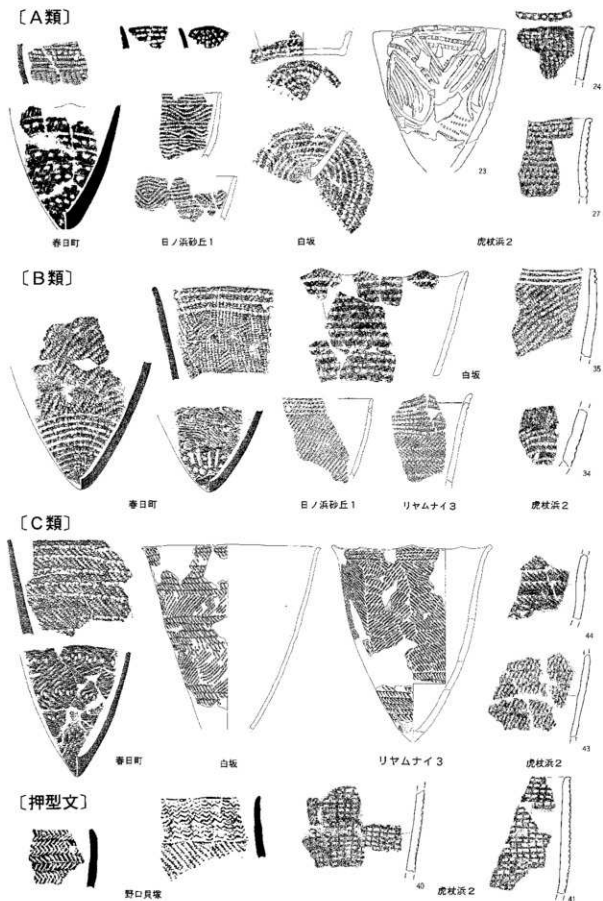 〔A類〕
24
27
23
春日町
日ノ浜砂丘1
白坂
虎杖浜2
〔B類〕
白坂
35
34
春日町
日ノ浜砂丘1
リヤムナイ3
虎杖浜2
〔C類〕
44
43
春日町
白坂
リヤムナイ3
虎杖浜2
〔押型文〕
40
41
野口貝塚
虎杖浜2